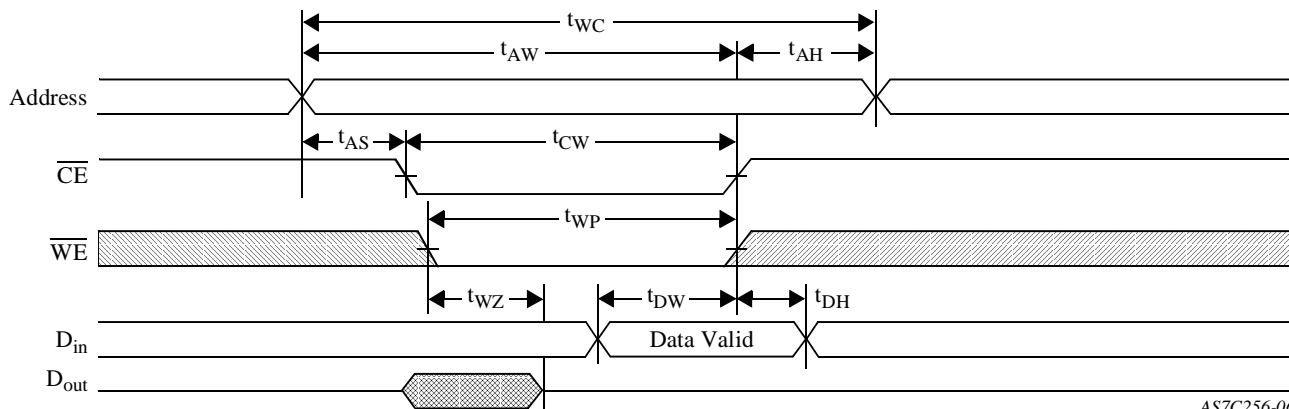 tWC
tAW
tAH
Address
tAS
tCW
CE
tWP
WE
tWZ
tDW
tDH
Din
Data Valid
Dout